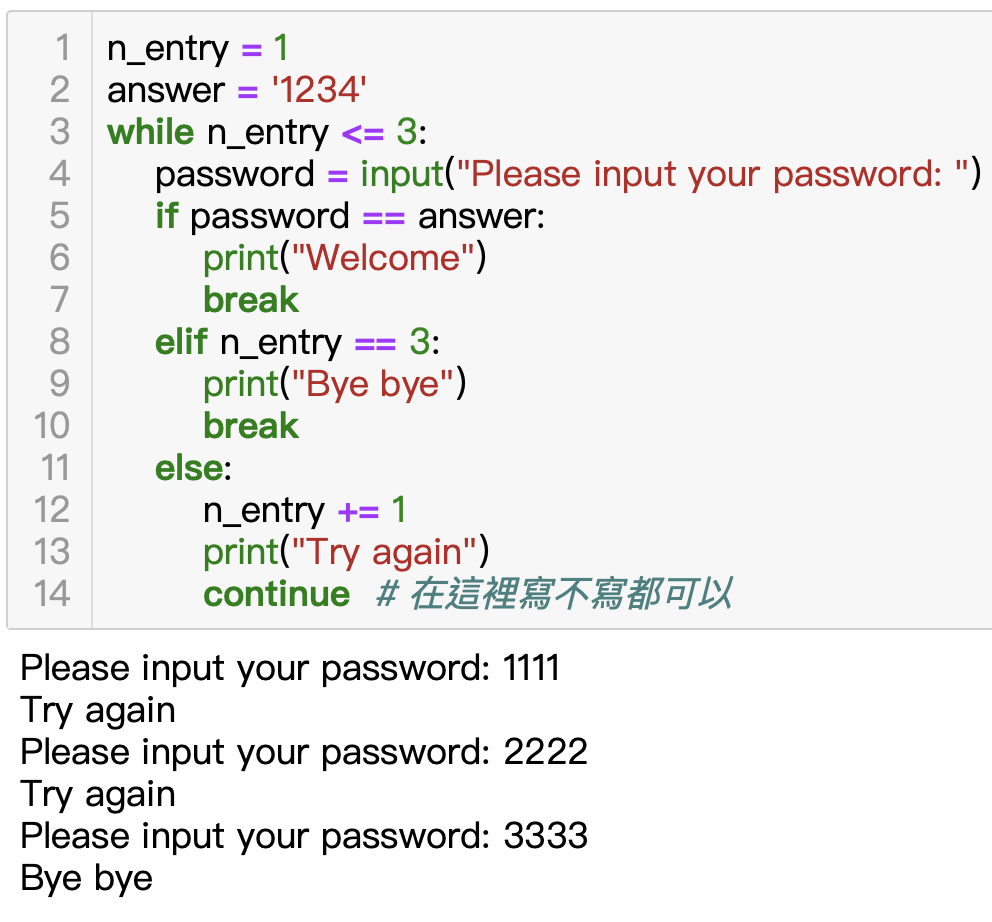 1 n_entry = 1
2 answer = '1234'
3 while n_entry <= 3:
4     password = input("Please input your password: ")
5     if password == answer:
6         print("Welcome")
7         break
8     elif n_entry == 3:
9         print("Bye bye")
10         break
11     else:
12         n_entry += 1
13         print("Try again")
14         continue  # 在這裡寫不寫都可以
Please input your password: 1111
Try again
Please input your password: 2222
Try again
Please input your password: 3333
Bye bye